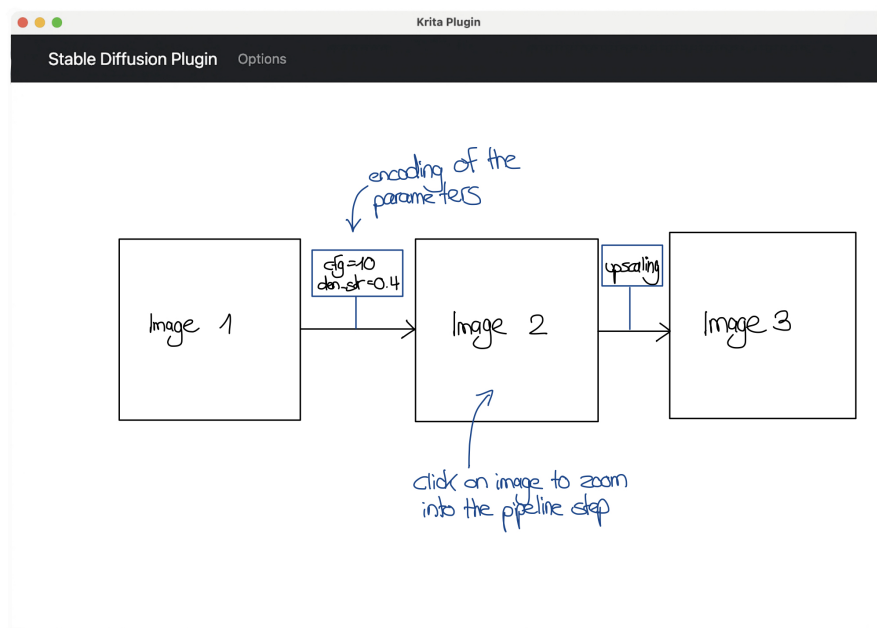 Krita Plugin
Stable Diffusion Plugin Options
encoding of the
parameters
cfg=10
den_str=0.4
upscaling
Image 1
Image 2
Image 3
click on image to zoom
into the pipeline step